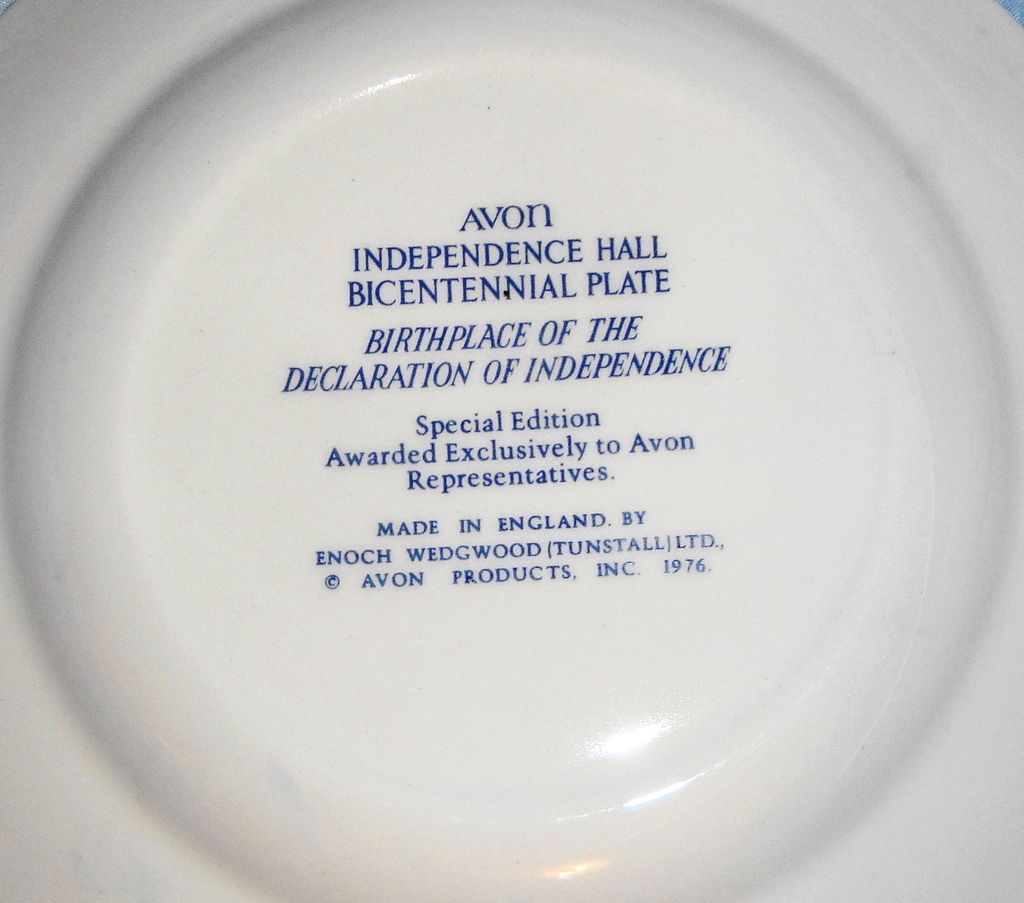 AVON
INDEPENDENCE HALL
BICENTENNIAL PLATE
BIRTHPLACE OF THE
DECLARATION OF INDEPENDENCE
Special Edition
Awarded Exclusively to Avon
Representatives.
MADE IN ENGLAND. BY
ENOCH WEDGWOOD (TUNSTALL) LTD.,
© AVON PRODUCTS, INC. 1976.